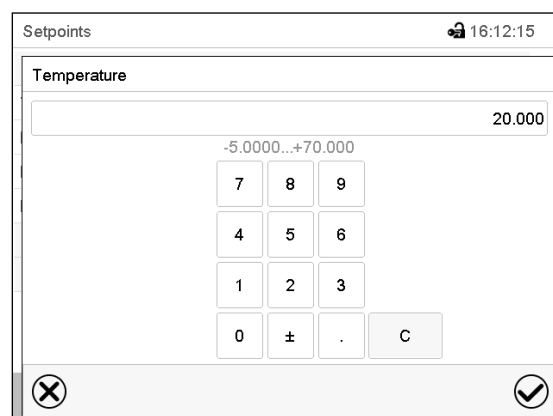 Setpoints 16:12:15
Temperature
20.000
-5.0000...+70.000
7 8 9
4 5 6
1 2 3
0 ± . C